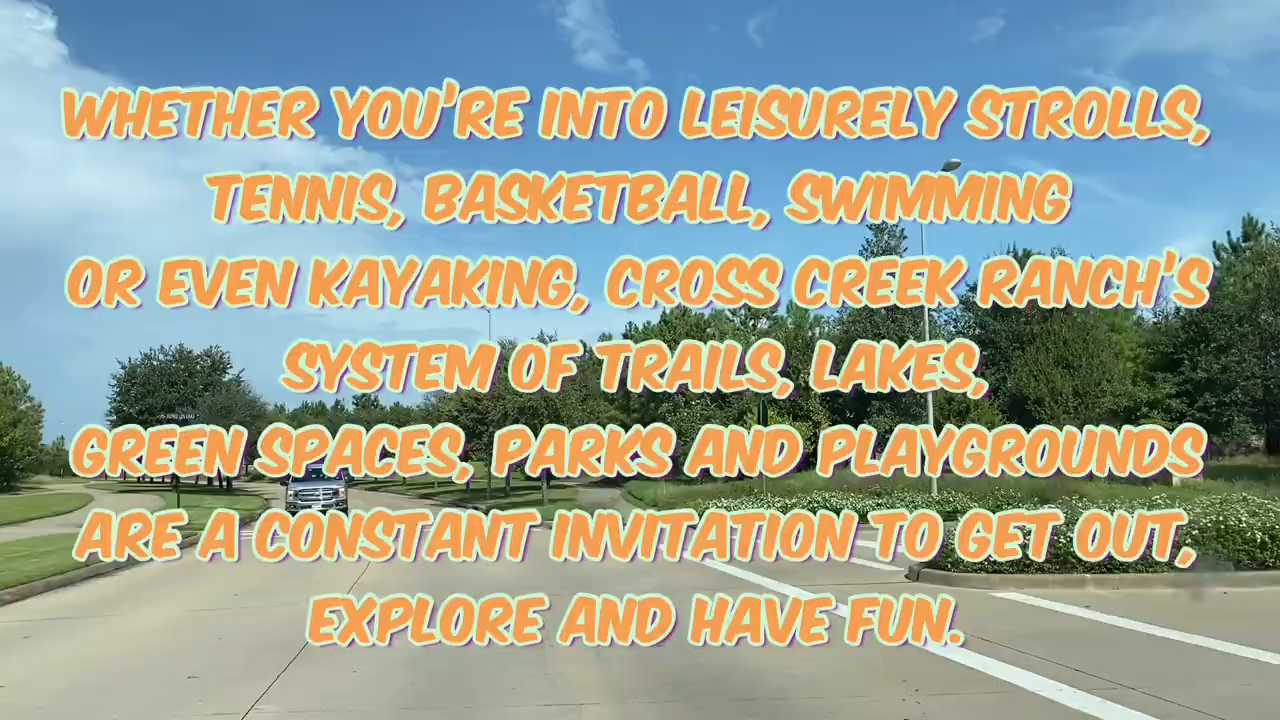 WHETHER YOU'RE INTO LEISURELY STROLLS,
TENNIS, BASKETBALL, SWIMMING
OR EVEN KAYAKING, CROSS CREEK RANCH'S
SYSTEM OF TRAILS, LAKES,
GREEN SPACES, PARKS AND PLAYGROUNDS
ARE A CONSTANT INVITATION TO GET OUT,
EXPLORE AND HAVE FUN.